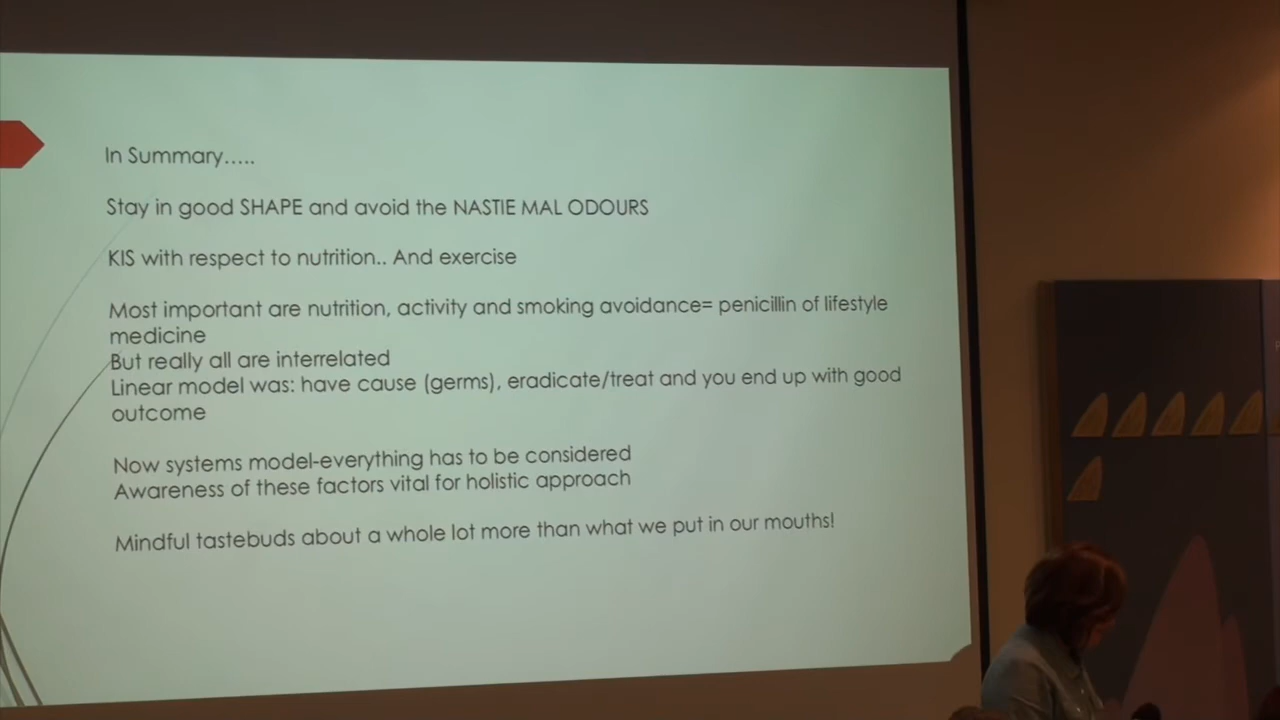 In Summary.....
Stay in good SHAPE and avoid the NASTIE MAL ODOURS
KIS with respect to nutrition.. And exercise
Most important are nutrition, activity and smoking avoidance= penicillin of lifestyle
medicine
But really all are interrelated
Linear model was: have cause (germs), eradicate/treat and you end up with good
outcome
Now systems model-everything has to be considered
Awareness of these factors vital for holistic approach
Mindful tastebuds about a whole lot more than what we put in our mouths!